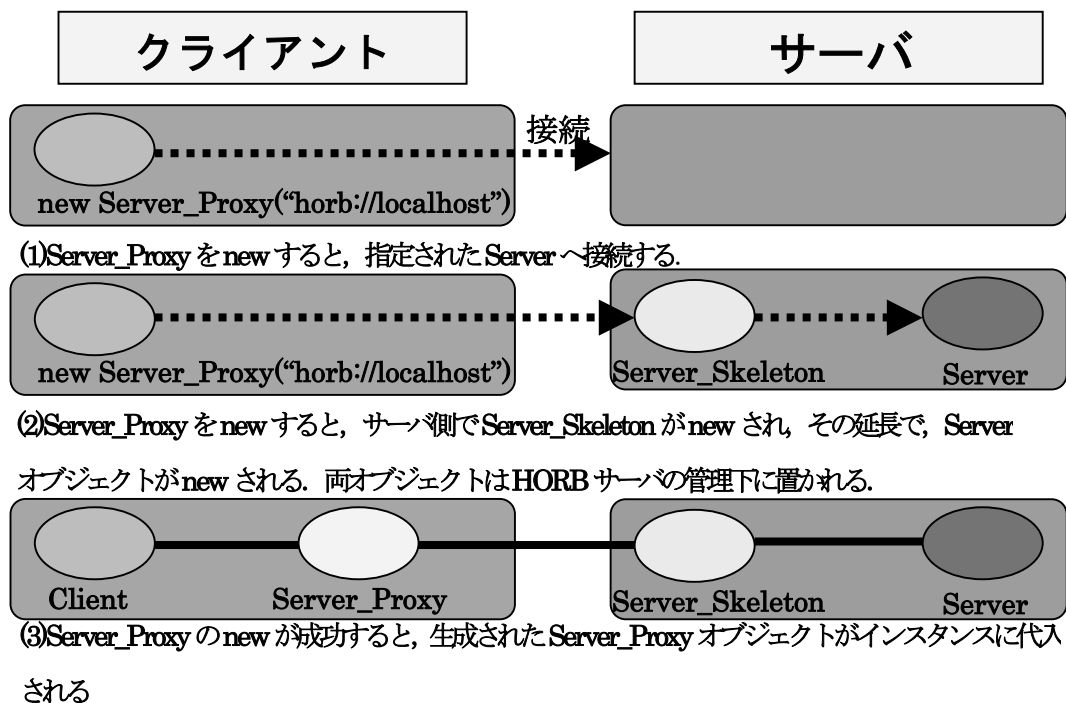 クライアント
サーバ
接続
new Server_Proxy(“horb://localhost”)
(1)Server_Proxy を new すると，指定された Server へ接続する.
new Server_Proxy(“horb://localhost”)
Server_Skeleton
Server
(2)Server_Proxy を new すると，サーバ側で Server_Skeleton が new され，その延長で，Server
オブジェクトが new される．両オブジェクトは HORB サーバの管理下に置かれる.
Client
Server_Proxy
Server_Skeleton
Server
(3)Server_Proxy の new が成功すると，生成された Server_Proxy オブジェクトがインスタンスに代入
される